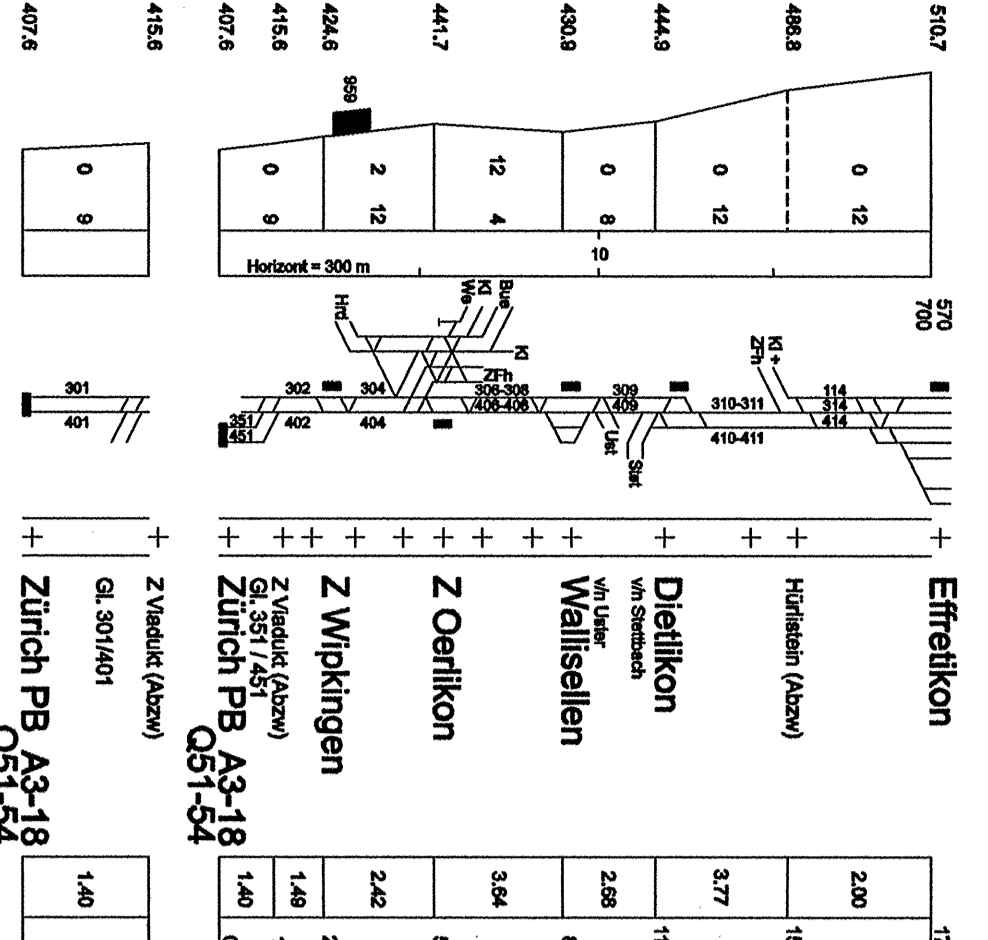 407.6
415.6
407.6
415.6
424.6
441.7
430.9
444.9
486.8
510.7
959
0
9
0
9
2
12
12
4
0
8
0
12
0
12
Horizont = 300 m
10
570
700
Hrd
We
Kl
Bue
Kl
ZFh
Kl +
ZFh
301
401
302
402
351
451
304
404
306-308
406-408
309
409
Ust
Stet
310-311
410-411
114
314
414
Zürich PB A3-18
Q51-54
Gl. 301/401
Z Viadukt (Abzw)
Zürich PB A3-18
Q51-54
Gl. 351 / 451
Z Viadukt (Abzw)
Z Wipkingen
Z Oerlikon
Wallisellen
v/n Uster
v/n Stettbach
Dietlikon
Hürlistein (Abzw)
Effretikon
1.40
1.40
1.49
2.42
3.64
2.68
3.77
2.00